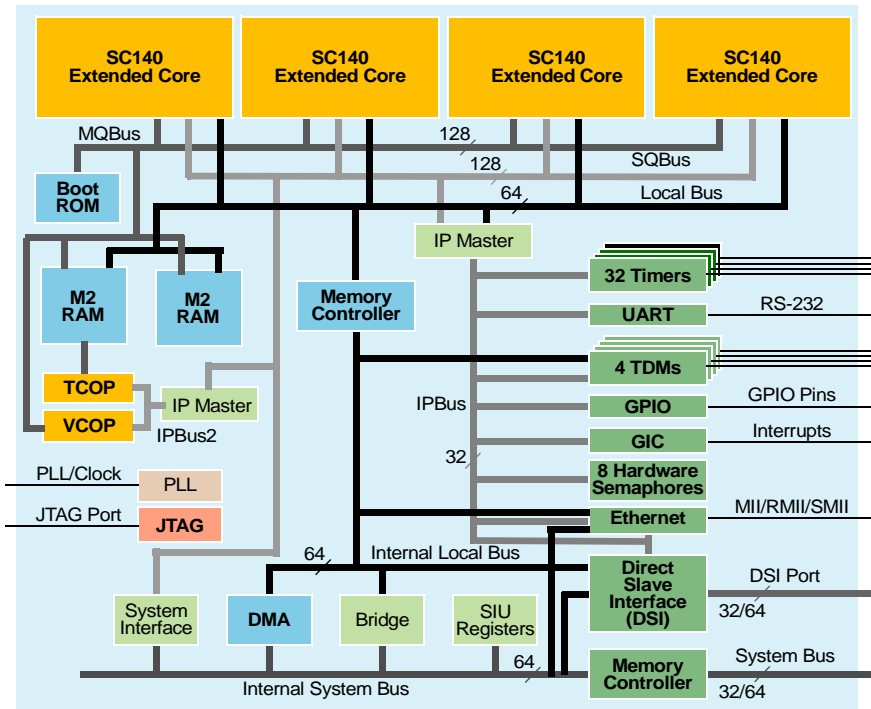 SC140
Extended Core
SC140
Extended Core
SC140
Extended Core
SC140
Extended Core
MQBus
128
128
SQBus
64
Local Bus
Boot
ROM
IP Master
M2
RAM
M2
RAM
Memory
Controller
32 Timers
UART
RS-232
4 TDMs
TCOP
VCOP
IP Master
IPBus2
IPBus
32
GPIO
GPIO Pins
GIC
Interrupts
8 Hardware
Semaphores
PLL/Clock
PLL
JTAG Port
JTAG
Ethernet
MII/RMII/SMII
64
Internal Local Bus
Direct
Slave
Interface
(DSI)
DSI Port
32/64
System
Interface
DMA
Bridge
SIU
Registers
64
Internal System Bus
Memory
Controller
System Bus
32/64